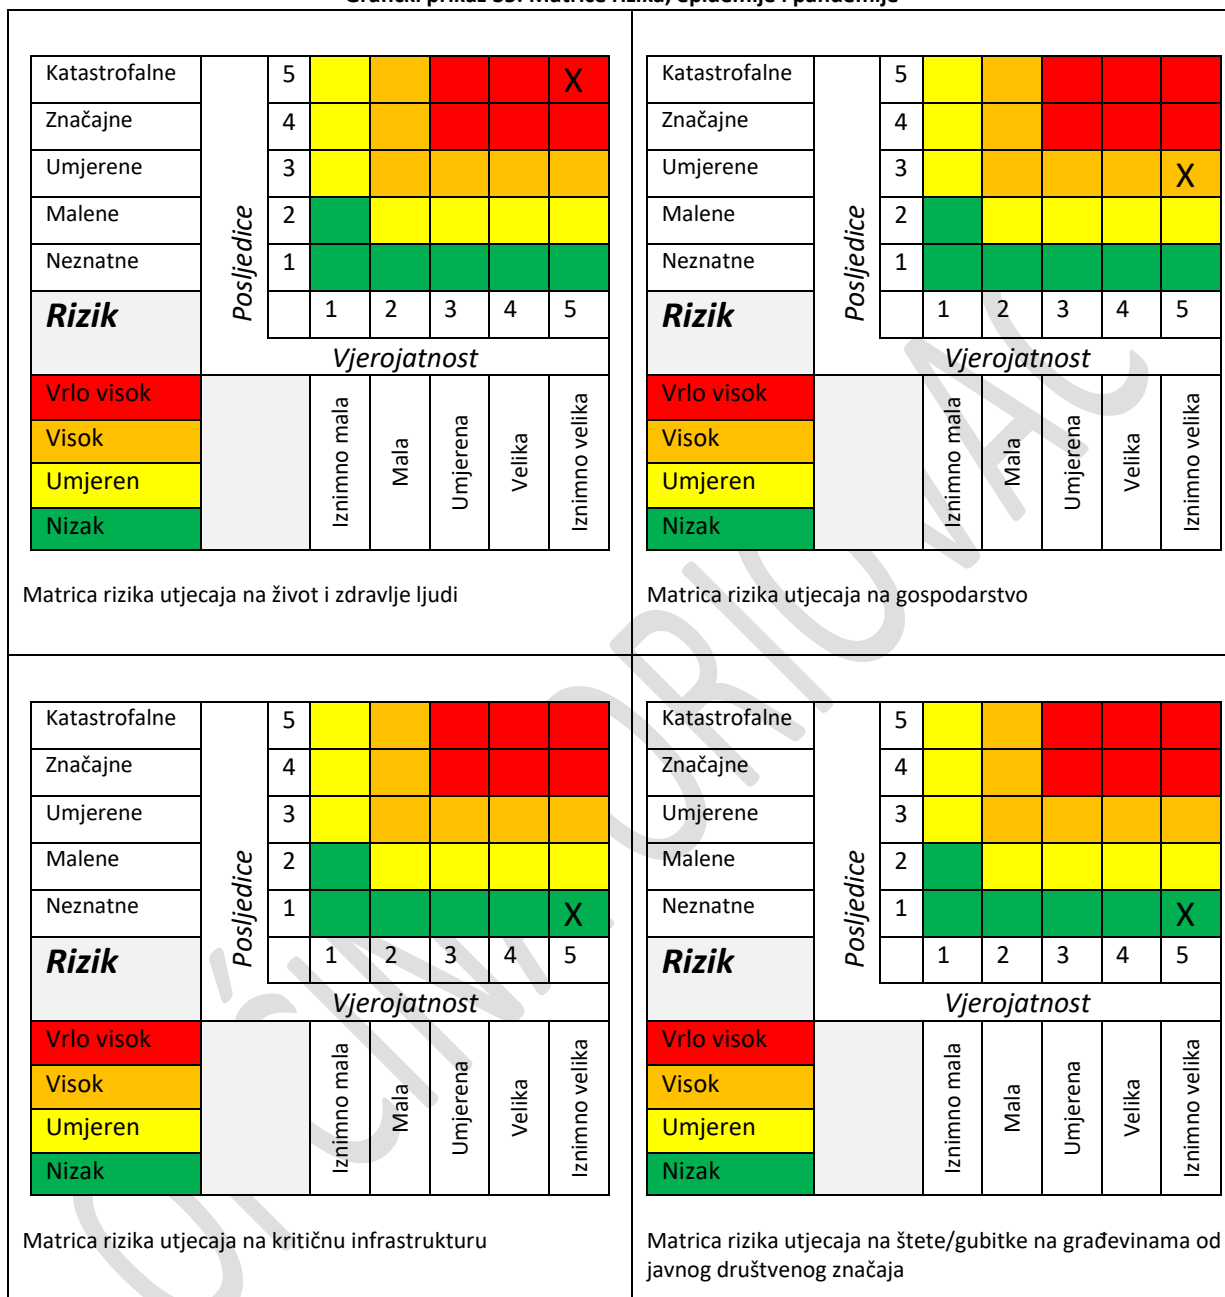 Grafički prikaz 35. Matrice rizika, epidemije i pandemije
Katastrofalne 5 X
Značajne 4
Umjerene 3
Malene 2
Neznatne 1
Posljedice
Rizik 1 2 3 4 5
Vjerojatnost
Vrlo visok
Visok
Umjeren
Nizak
Iznimno mala
Mala
Umjerena
Velika
Iznimno velika
Matrica rizika utjecaja na život i zdravlje ljudi
Katastrofalne 5
Značajne 4
Umjerene 3 X
Malene 2
Neznatne 1
Posljedice
Rizik 1 2 3 4 5
Vjerojatnost
Vrlo visok
Visok
Umjeren
Nizak
Iznimno mala
Mala
Umjerena
Velika
Iznimno velika
Matrica rizika utjecaja na gospodarstvo
Katastrofalne 5
Značajne 4
Umjerene 3
Malene 2
Neznatne 1 X
Posljedice
Rizik 1 2 3 4 5
Vjerojatnost
Vrlo visok
Visok
Umjeren
Nizak
Iznimno mala
Mala
Umjerena
Velika
Iznimno velika
Matrica rizika utjecaja na kritičnu infrastrukturu
Katastrofalne 5
Značajne 4
Umjerene 3
Malene 2
Neznatne 1 X
Posljedice
Rizik 1 2 3 4 5
Vjerojatnost
Vrlo visok
Visok
Umjeren
Nizak
Iznimno mala
Mala
Umjerena
Velika
Iznimno velika
Matrica rizika utjecaja na štete/gubitke na građevinama od
javnog društvenog značaja
OPĆINA ORIOVAC